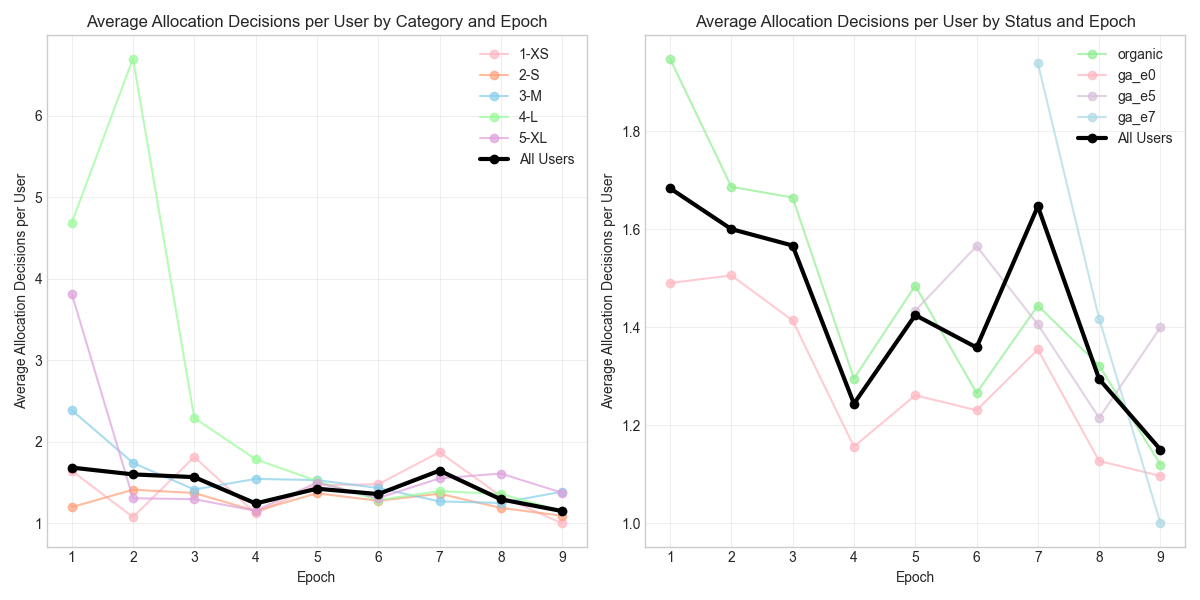 Average Allocation Decisions per User by Category and Epoch
Average Allocation Decisions per User
6
5
4
3
2
1
1-XS
2-S
3-M
4-L
5-XL
All Users
1 2 3 4 5 6 7 8 9
Epoch
Average Allocation Decisions per User by Status and Epoch
Average Allocation Decisions per User
1.8
1.6
1.4
1.2
1.0
organic
ga_e0
ga_e5
ga_e7
All Users
1 2 3 4 5 6 7 8 9
Epoch